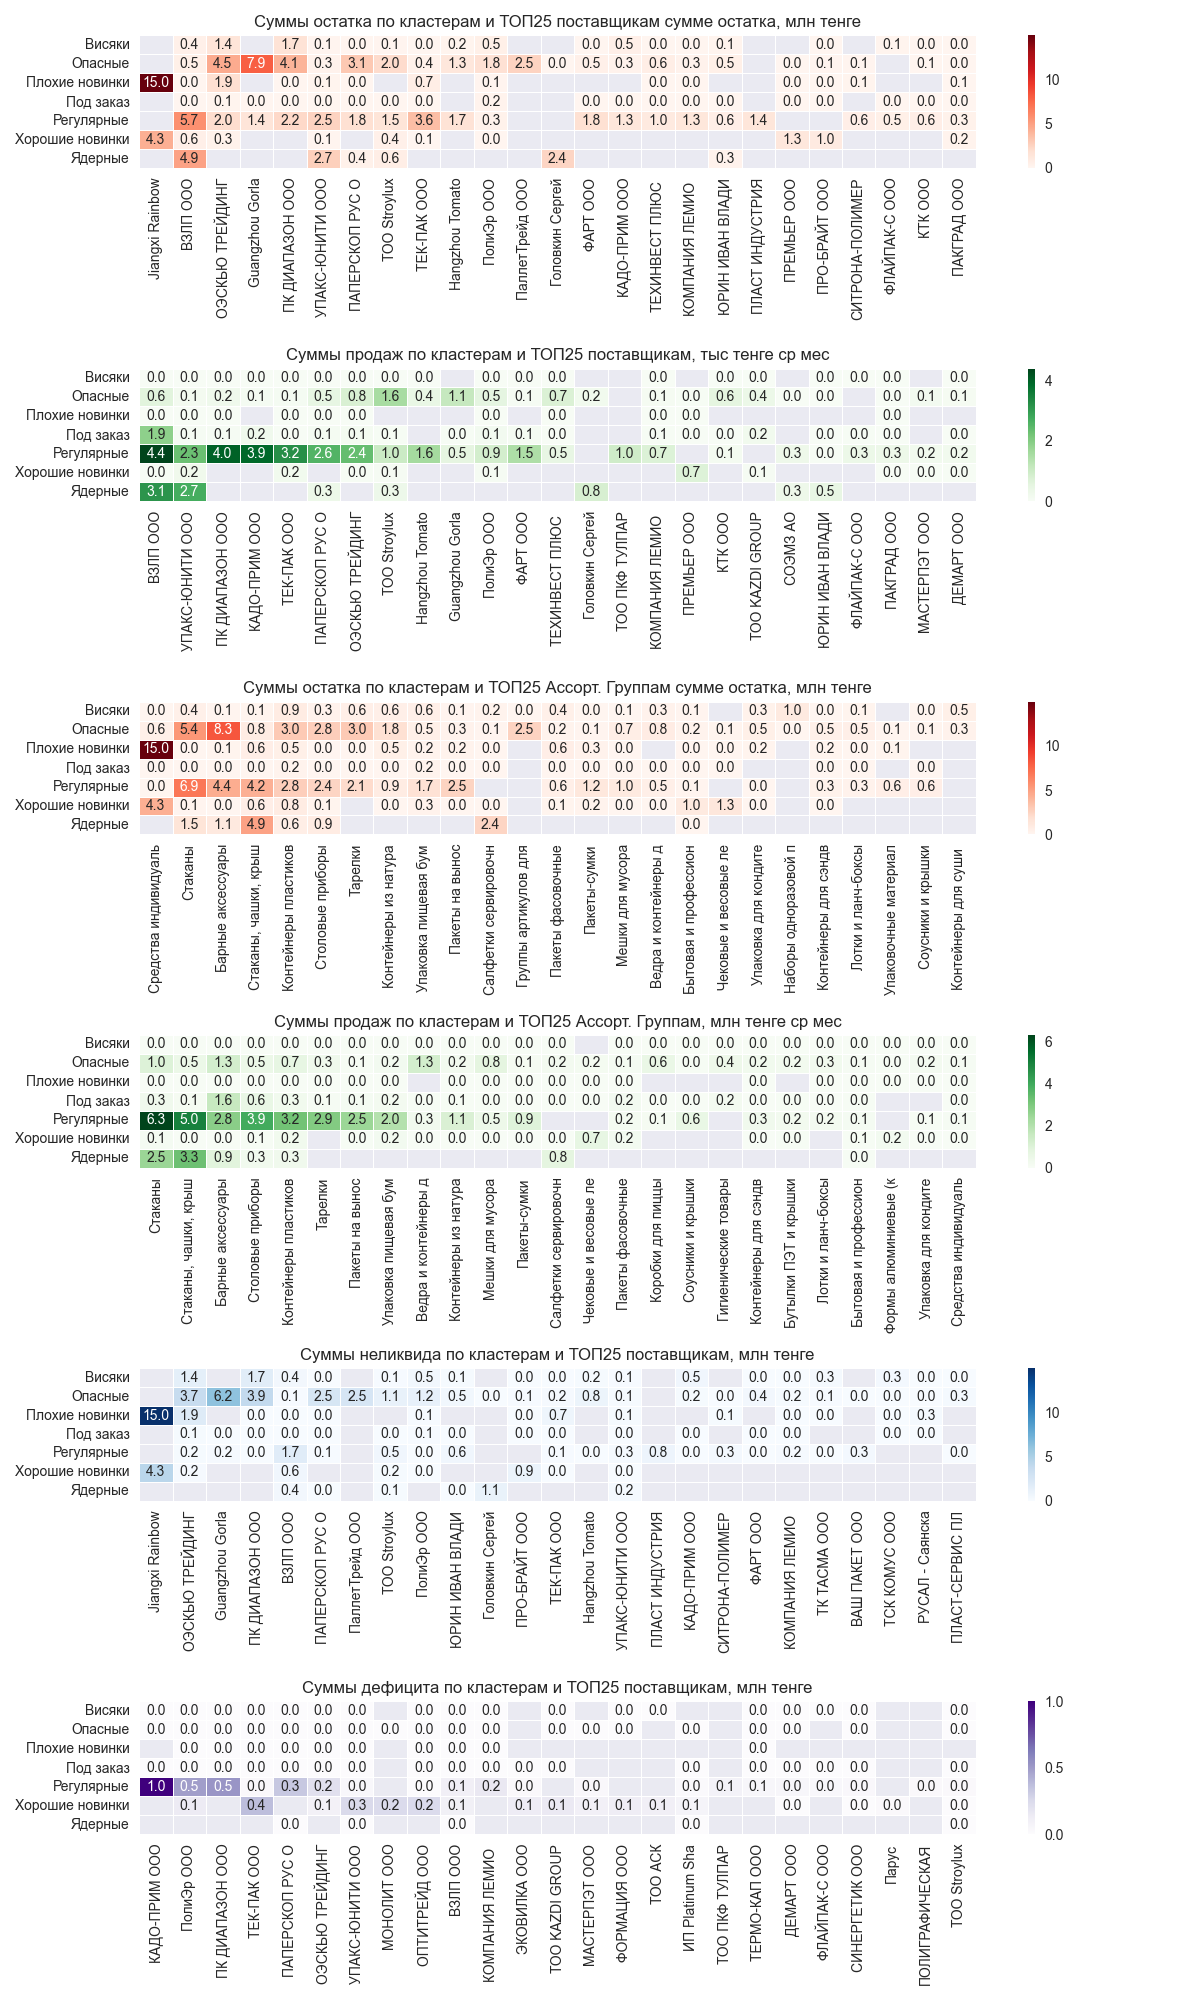 Суммы остатка по кластерам и ТОП25 поставщикам сумме остатка, млн тенге
Висяки 0.4 1.4 1.7 0.1 0.0 0.1 0.0 0.2 0.5 0.0 0.5 0.0 0.0 0.1 0.0 0.1 0.0 0.0
Опасные 0.5 4.5 7.9 4.1 0.3 3.1 2.0 0.4 1.3 1.8 2.5 0.0 0.5 0.3 0.6 0.3 0.5 0.0 0.1 0.1 0.1 0.0
Плохие новинки 15.0 0.0 1.9 0.0 0.1 0.0 0.7 0.1 0.0 0.0 0.0 0.0 0.1 0.1
Под заказ 0.0 0.1 0.0 0.0 0.0 0.0 0.0 0.0 0.2 0.0 0.0 0.0 0.0 0.0 0.0 0.0 0.0 0.0 0.0
Регулярные 5.7 2.0 1.4 2.2 2.5 1.8 1.5 3.6 1.7 0.3 1.8 1.3 1.0 1.3 0.6 1.4 0.6 0.5 0.6 0.3
Хорошие новинки 4.3 0.6 0.3 0.1 0.4 0.1 0.0 1.3 1.0 0.2
Ядерные 4.9 2.7 0.4 0.6 2.4 0.3
10
5
0
Jiangxi Rainbow
ВЗЛП ООО
ОЭСКЬЮ ТРЕЙДИНГ
Guangzhou Gorla
ПК ДИАПАЗОН ООО
УПАКС-ЮНИТИ ООО
ПАПЕРСКОП РУС О
ТОО Stroylux
ТЕК-ПАК ООО
Hangzhou Tomato
ПолиЭр ООО
ПаллетТрейд ООО
Головкин Сергей
ФАРТ ООО
КАДО-ПРИМ ООО
ТЕХИНВЕСТ ПЛЮС
КОМПАНИЯ ЛЕМИО
ЮРИН ИВАН ВЛАДИ
ПЛАСТ ИНДУСТРИЯ
ПРЕМЬЕР ООО
ПРО-БРАЙТ ООО
СИТРОНА-ПОЛИМЕР
ФЛАЙПАК-С ООО
КТК ООО
ПАКГРАД ООО
Суммы продаж по кластерам и ТОП25 поставщикам, тыс тенге ср мес
Висяки 0.0 0.0 0.0 0.0 0.0 0.0 0.0 0.0 0.0 0.0 0.0 0.0 0.0 0.0 0.0 0.0 0.0 0.0 0.0
Опасные 0.6 0.1 0.2 0.1 0.1 0.5 0.8 1.6 0.4 1.1 0.5 0.1 0.7 0.2 0.1 0.0 0.6 0.4 0.0 0.0 0.0 0.1 0.1
Плохие новинки 0.0 0.0 0.0 0.0 0.0 0.0 0.0 0.0 0.0 0.0 0.0
Под заказ 1.9 0.1 0.1 0.2 0.0 0.1 0.1 0.1 0.0 0.1 0.1 0.0 0.1 0.0 0.0 0.2 0.0 0.0 0.0 0.0
Регулярные 4.4 2.3 4.0 3.9 3.2 2.6 2.4 1.0 1.6 0.5 0.9 1.5 0.5 1.0 0.7 0.1 0.3 0.0 0.3 0.3 0.2 0.2
Хорошие новинки 0.0 0.2 0.2 0.0 0.1 0.1 0.7 0.1 0.0 0.0 0.0
Ядерные 3.1 2.7 0.3 0.3 0.8 0.3 0.5
4
2
0
ВЗЛП ООО
УПАКС-ЮНИТИ ООО
ПК ДИАПАЗОН ООО
КАДО-ПРИМ ООО
ТЕК-ПАК ООО
ПАПЕРСКОП РУС О
ОЭСКЬЮ ТРЕЙДИНГ
ТОО Stroylux
Hangzhou Tomato
Guangzhou Gorla
ПолиЭр ООО
ФАРТ ООО
ТЕХИНВЕСТ ПЛЮС
Головкин Сергей
ТОО ПКФ ТУЛПАР
КОМПАНИЯ ЛЕМИО
ПРЕМЬЕР ООО
КТК ООО
ТОО KAZDI GROUP
СОЭМЗ АО
ЮРИН ИВАН ВЛАДИ
ФЛАЙПАК-С ООО
ПАКГРАД ООО
МАСТЕРПЭТ ООО
ДЕМАРТ ООО
Суммы остатка по кластерам и ТОП25 Ассорт. Группам сумме остатка, млн тенге
Висяки 0.0 0.4 0.1 0.1 0.9 0.3 0.6 0.6 0.6 0.1 0.2 0.0 0.4 0.0 0.1 0.3 0.1 0.3 1.0 0.0 0.1 0.0 0.5
Опасные 0.6 5.4 8.3 0.8 3.0 2.8 3.0 1.8 0.5 0.3 0.1 2.5 0.2 0.1 0.7 0.8 0.2 0.1 0.5 0.0 0.5 0.5 0.1 0.1 0.3
Плохие новинки 15.0 0.0 0.1 0.6 0.5 0.0 0.0 0.5 0.2 0.2 0.0 0.6 0.3 0.0 0.0 0.0 0.2 0.2 0.0 0.1
Под заказ 0.0 0.0 0.0 0.0 0.2 0.0 0.0 0.0 0.2 0.0 0.0 0.0 0.0 0.0 0.0 0.0 0.0 0.0 0.0 0.0
Регулярные 0.0 6.9 4.4 4.2 2.8 2.4 2.1 0.9 1.7 2.5 0.6 1.2 1.0 0.5 0.1 0.0 0.3 0.3 0.6 0.6
Хорошие новинки 4.3 0.1 0.0 0.6 0.8 0.1 0.0 0.3 0.0 0.0 0.1 0.2 0.0 0.0 1.0 1.3 0.0 0.0
Ядерные 1.5 1.1 4.9 0.6 0.9 2.4 0.0
10
5
0
Средства индивидуаль
Стаканы
Барные аксессуары
Стаканы, чашки, крыш
Контейнеры пластиков
Столовые приборы
Тарелки
Контейнеры из натура
Упаковка пищевая бум
Пакеты на вынос
Салфетки сервировочн
Группы артикулов для
Пакеты фасовочные
Пакеты-сумки
Мешки для мусора
Ведра и контейнеры д
Бытовая и профессион
Чековые и весовые ле
Упаковка для кондите
Наборы одноразовой п
Контейнеры для сэндв
Лотки и ланч-боксы
Упаковочные материал
Соусники и крышки
Контейнеры для суши
Суммы продаж по кластерам и ТОП25 Ассорт. Группам, млн тенге ср мес
Висяки 0.0 0.0 0.0 0.0 0.0 0.0 0.0 0.0 0.0 0.0 0.0 0.0 0.0 0.0 0.0 0.0 0.0 0.0 0.0 0.0 0.0 0.0 0.0 0.0
Опасные 1.0 0.5 1.3 0.5 0.7 0.3 0.1 0.2 1.3 0.2 0.8 0.1 0.2 0.2 0.1 0.6 0.0 0.4 0.2 0.2 0.3 0.1 0.0 0.2 0.1
Плохие новинки 0.0 0.0 0.0 0.0 0.0 0.0 0.0 0.0 0.0 0.0 0.0 0.0 0.0 0.0 0.0 0.0 0.0 0.0 0.0 0.0
Под заказ 0.3 0.1 1.6 0.6 0.3 0.1 0.1 0.2 0.0 0.1 0.0 0.0 0.0 0.0 0.2 0.0 0.0 0.2 0.0 0.0 0.0 0.0 0.0
Регулярные 6.3 5.0 2.8 3.9 3.2 2.9 2.5 2.0 0.3 1.1 0.5 0.9 0.2 0.1 0.6 0.3 0.2 0.2 0.1 0.1 0.1
Хорошие новинки 0.1 0.0 0.0 0.1 0.2 0.0 0.2 0.0 0.0 0.0 0.0 0.0 0.7 0.2 0.0 0.0 0.1 0.2 0.0 0.0
Ядерные 2.5 3.3 0.9 0.3 0.3 0.8 0.0
6
4
2
0
Стаканы
Стаканы, чашки, крыш
Барные аксессуары
Столовые приборы
Контейнеры пластиков
Тарелки
Пакеты на вынос
Упаковка пищевая бум
Ведра и контейнеры д
Контейнеры из натура
Мешки для мусора
Пакеты-сумки
Салфетки сервировочн
Чековые и весовые ле
Пакеты фасовочные
Коробки для пиццы
Соусники и крышки
Гигиенические товары
Контейнеры для сэндв
Бутылки ПЭТ и крышки
Лотки и ланч-боксы
Бытовая и профессион
Формы алюминиевые (к
Упаковка для кондите
Средства индивидуаль
Суммы неликвида по кластерам и ТОП25 поставщикам, млн тенге
Висяки 1.4 1.7 0.4 0.0 0.1 0.5 0.1 0.0 0.0 0.2 0.1 0.5 0.0 0.0 0.3 0.3 0.0 0.0
Опасные 3.7 6.2 3.9 0.1 2.5 2.5 1.1 1.2 0.5 0.0 0.1 0.2 0.8 0.1 0.2 0.0 0.4 0.2 0.1 0.0 0.0 0.0 0.3
Плохие новинки 15.0 1.9 0.0 0.0 0.0 0.1 0.0 0.7 0.1 0.1 0.0 0.0 0.0 0.3
Под заказ 0.1 0.0 0.0 0.0 0.0 0.1 0.0 0.0 0.0 0.0 0.0 0.0 0.0 0.0 0.0
Регулярные 0.2 0.2 0.0 1.7 0.1 0.5 0.0 0.6 0.1 0.0 0.3 0.8 0.0 0.3 0.0 0.2 0.0 0.3 0.0
Хорошие новинки 4.3 0.2 0.6 0.2 0.0 0.9 0.0 0.0
Ядерные 0.4 0.0 0.1 0.0 1.1 0.2
10
5
0
Jiangxi Rainbow
ОЭСКЬЮ ТРЕЙДИНГ
Guangzhou Gorla
ПК ДИАПАЗОН ООО
ВЗЛП ООО
ПАПЕРСКОП РУС О
ПаллетТрейд ООО
ТОО Stroylux
ПолиЭр ООО
ЮРИН ИВАН ВЛАДИ
Головкин Сергей
ПРО-БРАЙТ ООО
ТЕК-ПАК ООО
Hangzhou Tomato
УПАКС-ЮНИТИ ООО
ПЛАСТ ИНДУСТРИЯ
КАДО-ПРИМ ООО
СИТРОНА-ПОЛИМЕР
ФАРТ ООО
КОМПАНИЯ ЛЕМИО
ТК ТАСМА ООО
ВАШ ПАКЕТ ООО
ТСК КОМУС ООО
РУСАЛ - Саянска
ПЛАСТ-СЕРВИС ПЛ
Суммы дефицита по кластерам и ТОП25 поставщикам, млн тенге
Висяки 0.0 0.0 0.0 0.0 0.0 0.0 0.0 0.0 0.0 0.0 0.0 0.0 0.0 0.0 0.0 0.0 0.0 0.0
Опасные 0.0 0.0 0.0 0.0 0.0 0.0 0.0 0.0 0.0 0.0 0.0 0.0 0.0 0.0 0.0 0.0 0.0 0.0 0.0 0.0
Плохие новинки 0.0 0.0 0.0 0.0 0.0 0.0 0.0 0.0 0.0 0.0
Под заказ 0.0 0.0 0.0 0.0 0.0 0.0 0.0 0.0 0.0 0.0 0.0 0.0 0.0 0.0 0.0 0.0 0.0 0.0 0.0
Регулярные 1.0 0.5 0.5 0.0 0.3 0.2 0.0 0.0 0.1 0.2 0.0 0.0 0.0 0.1 0.1 0.0 0.0 0.0 0.0 0.0
Хорошие новинки 0.1 0.4 0.1 0.3 0.2 0.2 0.1 0.1 0.1 0.1 0.1 0.1 0.1 0.0 0.0 0.0 0.0
Ядерные 0.0 0.0 0.0 0.0 0.0
1.0
0.5
0.0
КАДО-ПРИМ ООО
ПолиЭр ООО
ПК ДИАПАЗОН ООО
ТЕК-ПАК ООО
ПАПЕРСКОП РУС О
ОЭСКЬЮ ТРЕЙДИНГ
УПАКС-ЮНИТИ ООО
МОНОЛИТ ООО
ОПТИТРЕЙД ООО
ВЗЛП ООО
КОМПАНИЯ ЛЕМИО
ЭКОВИЛКА ООО
ТОО KAZDI GROUP
МАСТЕРПЭТ ООО
ФОРМАЦИЯ ООО
ТОО АСК
ИП Platinum Sha
ТОО ПКФ ТУЛПАР
ТЕРМО-КАП ООО
ДЕМАРТ ООО
ФЛАЙПАК-С ООО
СИНЕРГЕТИК ООО
Парус
ПОЛИГРАФИЧЕСКАЯ
ТОО Stroylux